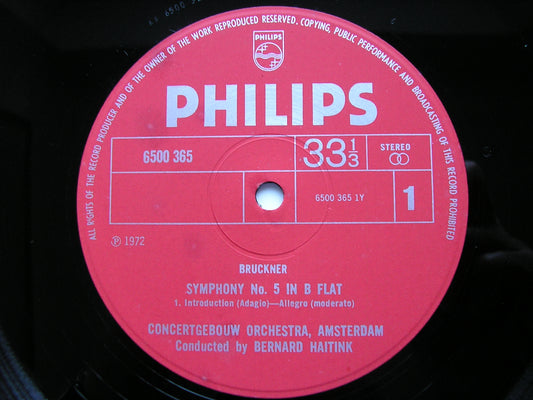 ALL RIGHTS OF THE RECORD PRODUCER AND OF THE OWNER OF THE WORK REPRODUCED RESERVED. COPYING, PUBLIC PERFORMANCE AND BROADCASTING OF THIS RECORD PROHIBITED
PHILIPS
PHILIPS
6500 365
33 1/3
STEREO
6500 365 1Y
1
℗ 1972
BRUCKNER
SYMPHONY No. 5 IN B FLAT
1. Introduction (Adagio)—Allegro (moderato)
CONCERTGEBOUW ORCHESTRA, AMSTERDAM
Conducted by BERNARD HAITINK